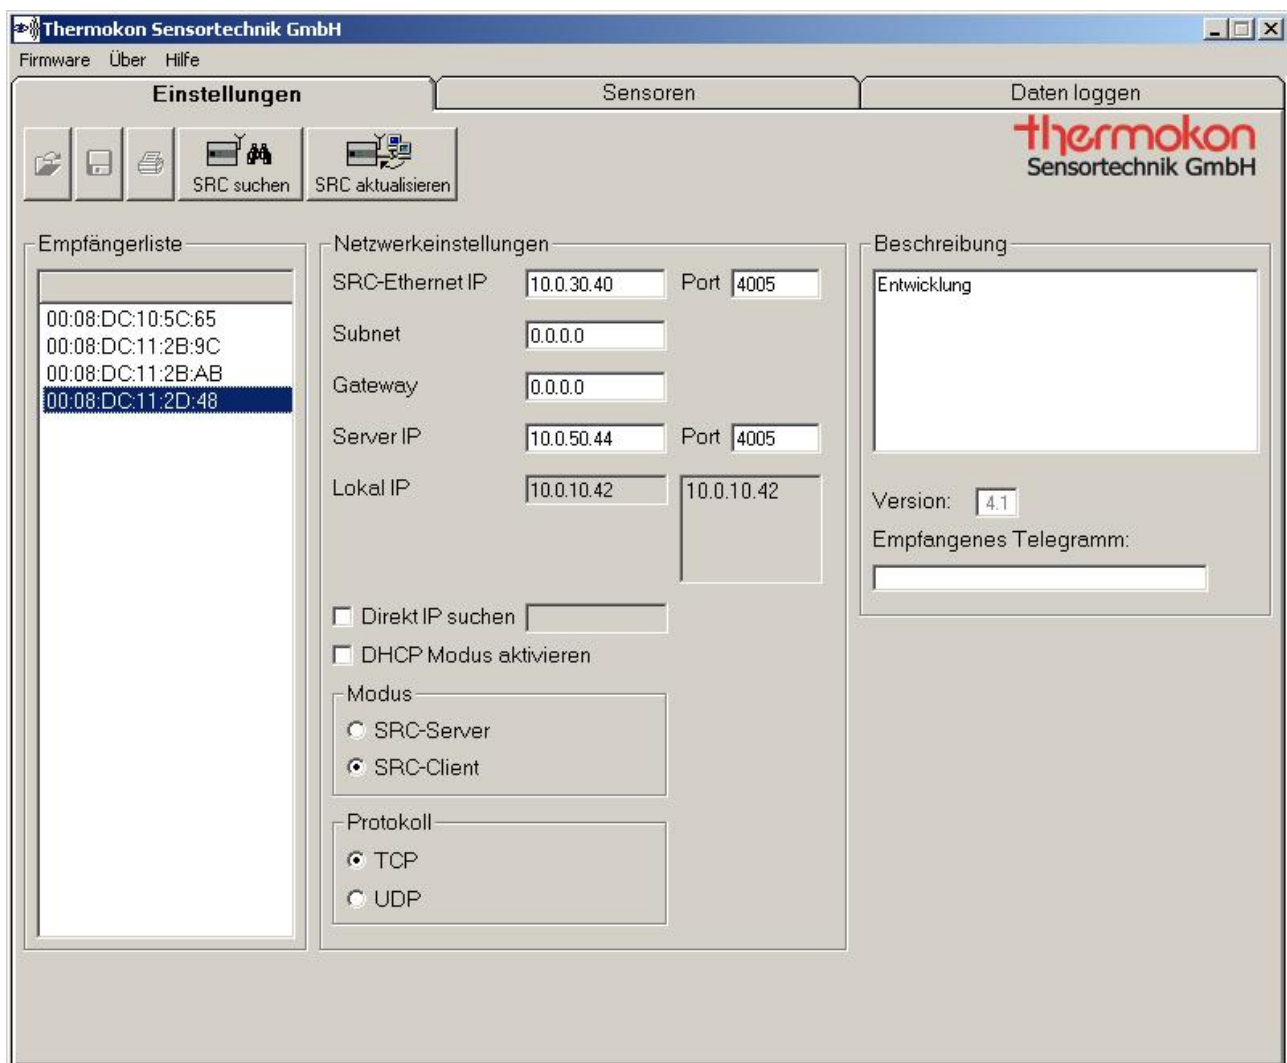 Thermokon Sensortechnik GmbH
Firmware Über Hilfe
Einstellungen Sensoren Daten loggen
SRC suchen SRC aktualisieren
thermokon
Sensortechnik GmbH
Empfängerliste
00:08:DC:10:5C:65
00:08:DC:11:2B:9C
00:08:DC:11:2B:AB
00:08:DC:11:2D:48
Netzwerkeinstellungen
SRC-Ethernet IP 10.0.30.40 Port 4005
Subnet 0.0.0.0
Gateway 0.0.0.0
Server IP 10.0.50.44 Port 4005
Lokal IP 10.0.10.42 10.0.10.42
Direkt IP suchen
DHCP Modus aktivieren
Modus
SRC-Server
SRC-Client
Protokoll
TCP
UDP
Beschreibung
Entwicklung
Version: 4.1
Empfangenes Telegramm: